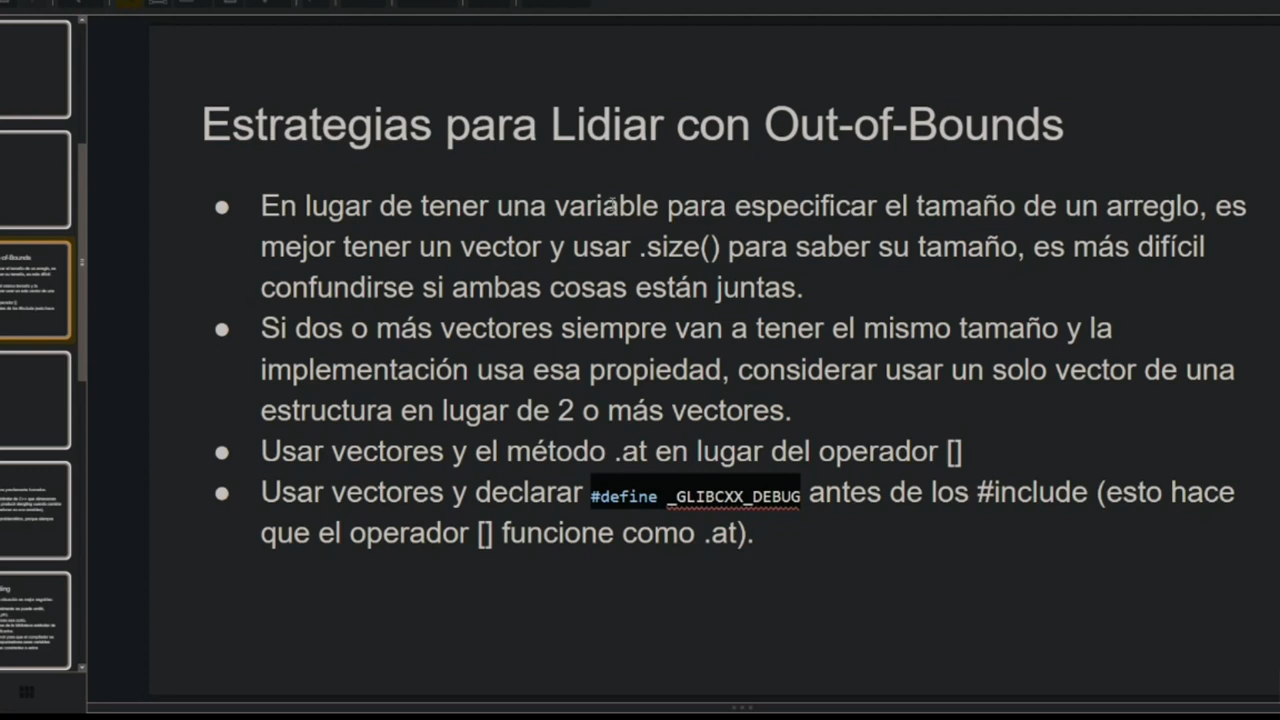 Estrategias para Lidiar con Out-of-Bounds
● En lugar de tener una variable para especificar el tamaño de un arreglo, es
mejor tener un vector y usar .size() para saber su tamaño, es más difícil
confundirse si ambas cosas están juntas.
● Si dos o más vectores siempre van a tener el mismo tamaño y la
implementación usa esa propiedad, considerar usar un solo vector de una
estructura en lugar de 2 o más vectores.
● Usar vectores y el método .at en lugar del operador []
● Usar vectores y declarar #define _GLIBCXX_DEBUG antes de los #include (esto hace
que el operador [] funcione como .at).